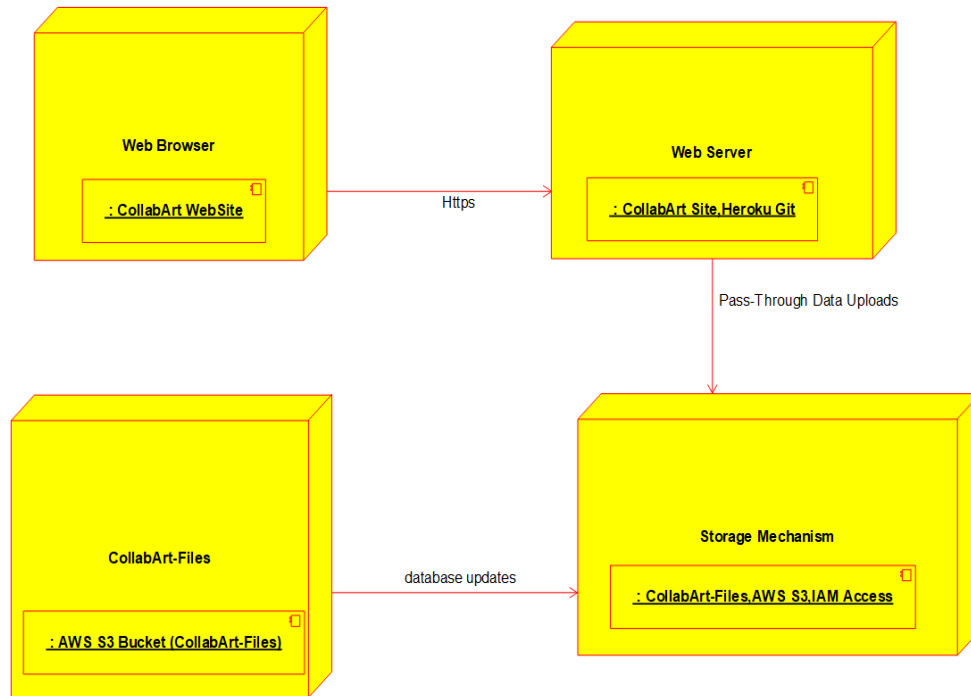 Web Browser
: CollabArt WebSite
Https
Web Server
: CollabArt Site,Heroku Git
Pass-Through Data Uploads
CollabArt-Files
: AWS S3 Bucket (CollabArt-Files)
database updates
Storage Mechanism
: CollabArt-Files,AWS S3,IAM Access